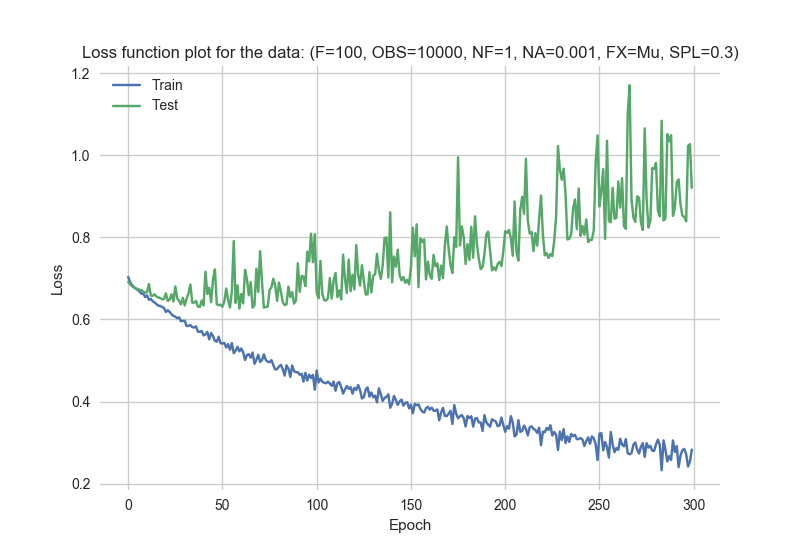 Loss function plot for the data: (F=100, OBS=10000, NF=1, NA=0.001, FX=Mu, SPL=0.3)
Train
Test
1.2
1.0
0.8
0.6
0.4
0.2
Loss
0 50 100 150 200 250 300
Epoch